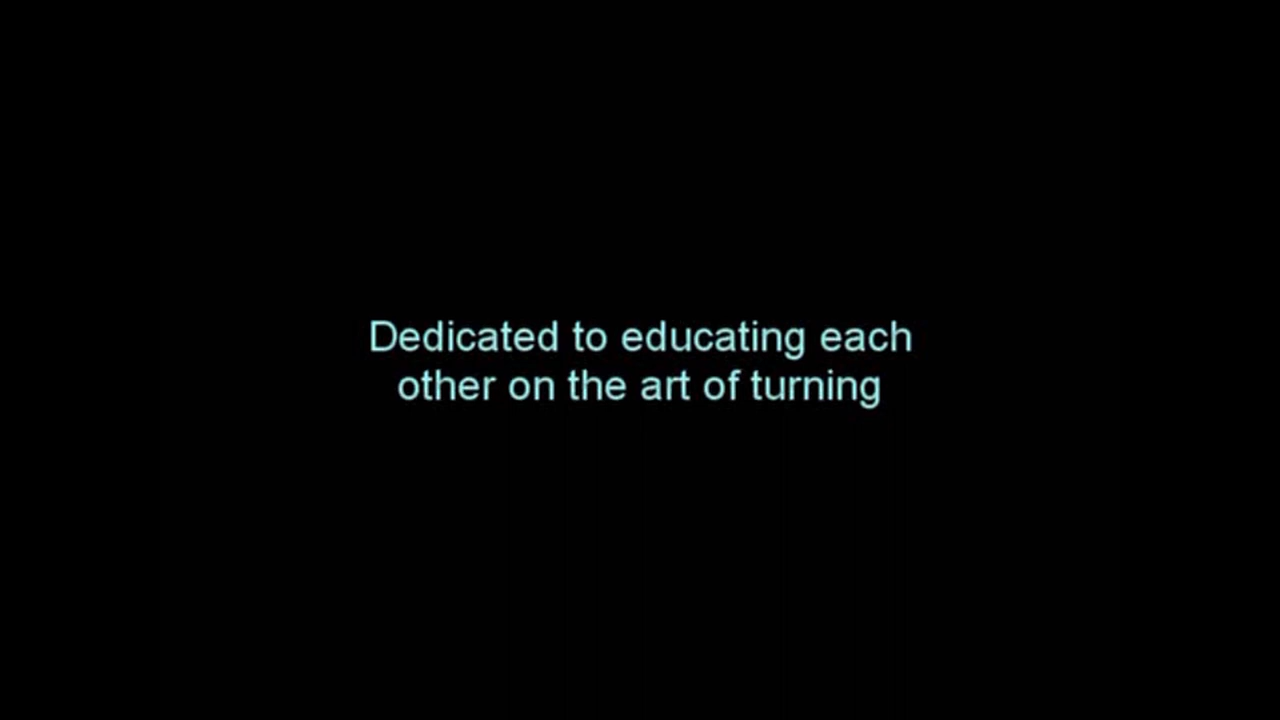 Dedicated to educating each
other on the art of turning